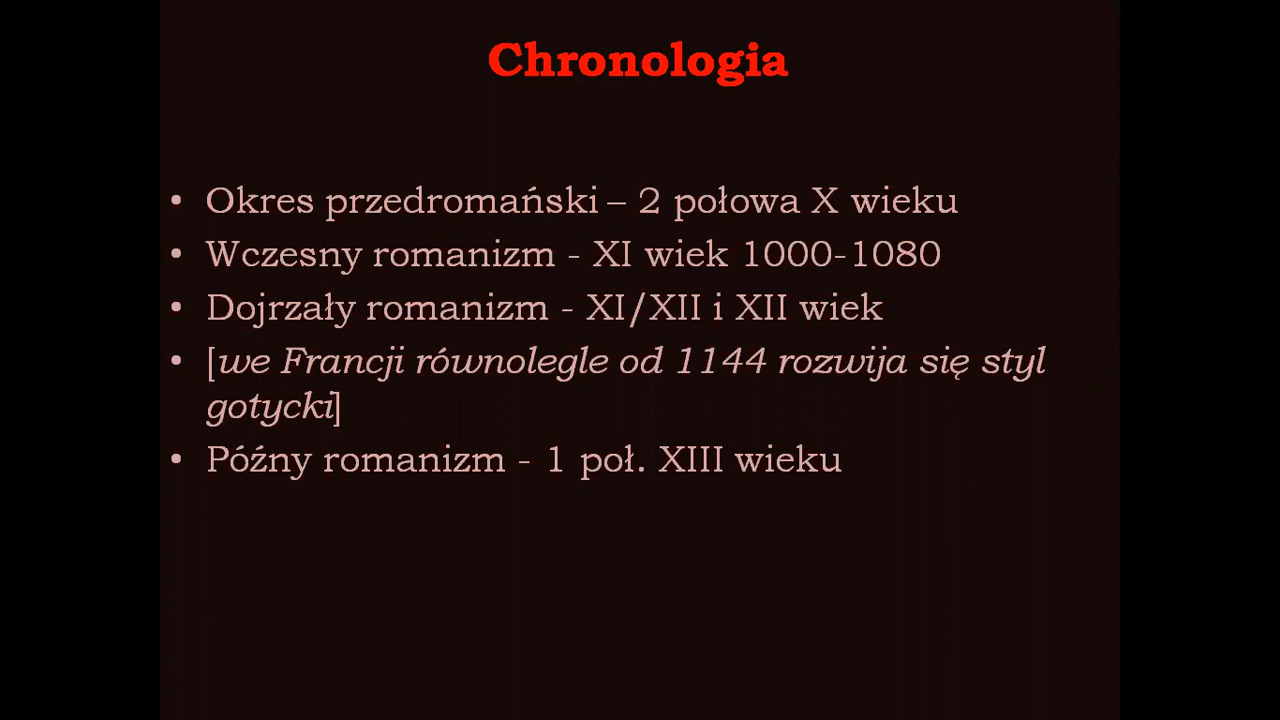 Chronologia
• Okres przedromański – 2 połowa X wieku
• Wczesny romanizm - XI wiek 1000-1080
• Dojrzały romanizm - XI/XII i XII wiek
• [we Francji równolegle od 1144 rozwija się styl
gotycki]
• Późny romanizm - 1 poł. XIII wieku